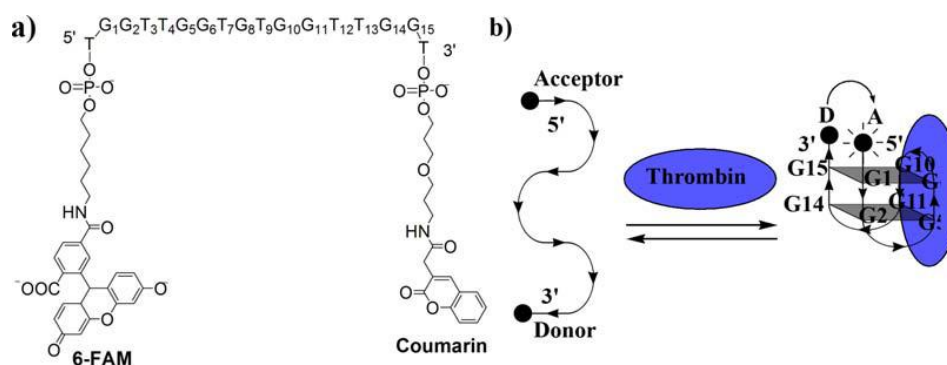 a)
5' T G₁G₂T₃T₄G₅G₆T₇G₈T₉G₁₀G₁₁T₁₂T₁₃G₁₄G₁₅ T 3'
O O
O=P-O⁻ O=P-O⁻
O O
O
HN O
HN O
⁻OOC O⁻
O O O O
6-FAM Coumarin
b)
Acceptor
5'
3'
Donor
Thrombin
D A
3' 5'
G15 G1 G10
G14 G2 G11 G5